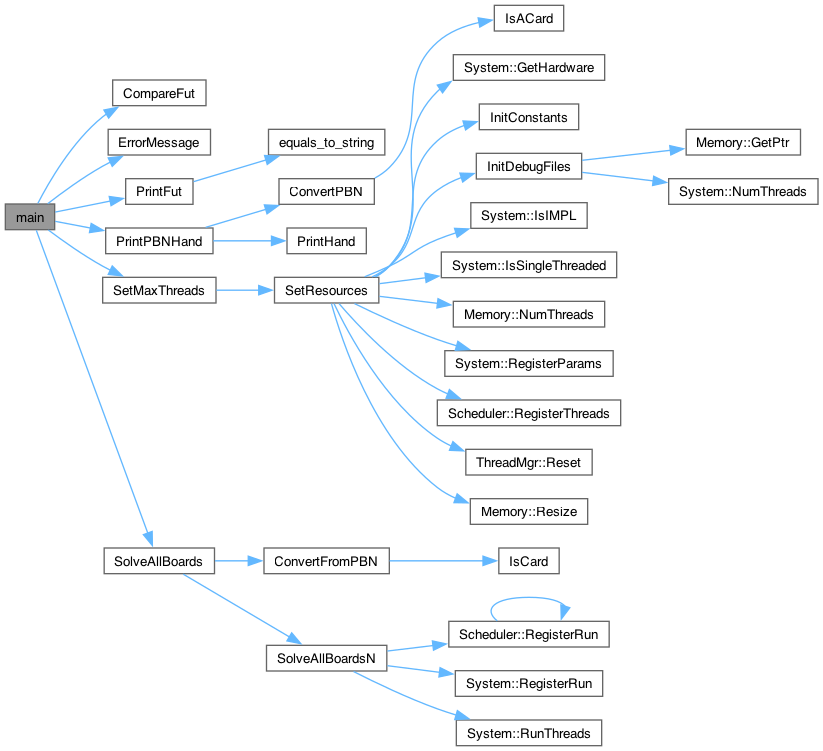 IsACard
System::GetHardware
CompareFut
InitConstants
ErrorMessage
equals_to_string
Memory::GetPtr
InitDebugFiles
PrintFut
ConvertPBN
System::NumThreads
main
System::IsIMPL
PrintPBNHand
PrintHand
System::IsSingleThreaded
SetMaxThreads
SetResources
Memory::NumThreads
System::RegisterParams
Scheduler::RegisterThreads
ThreadMgr::Reset
Memory::Resize
SolveAllBoards
ConvertFromPBN
IsCard
Scheduler::RegisterRun
SolveAllBoardsN
System::RegisterRun
System::RunThreads